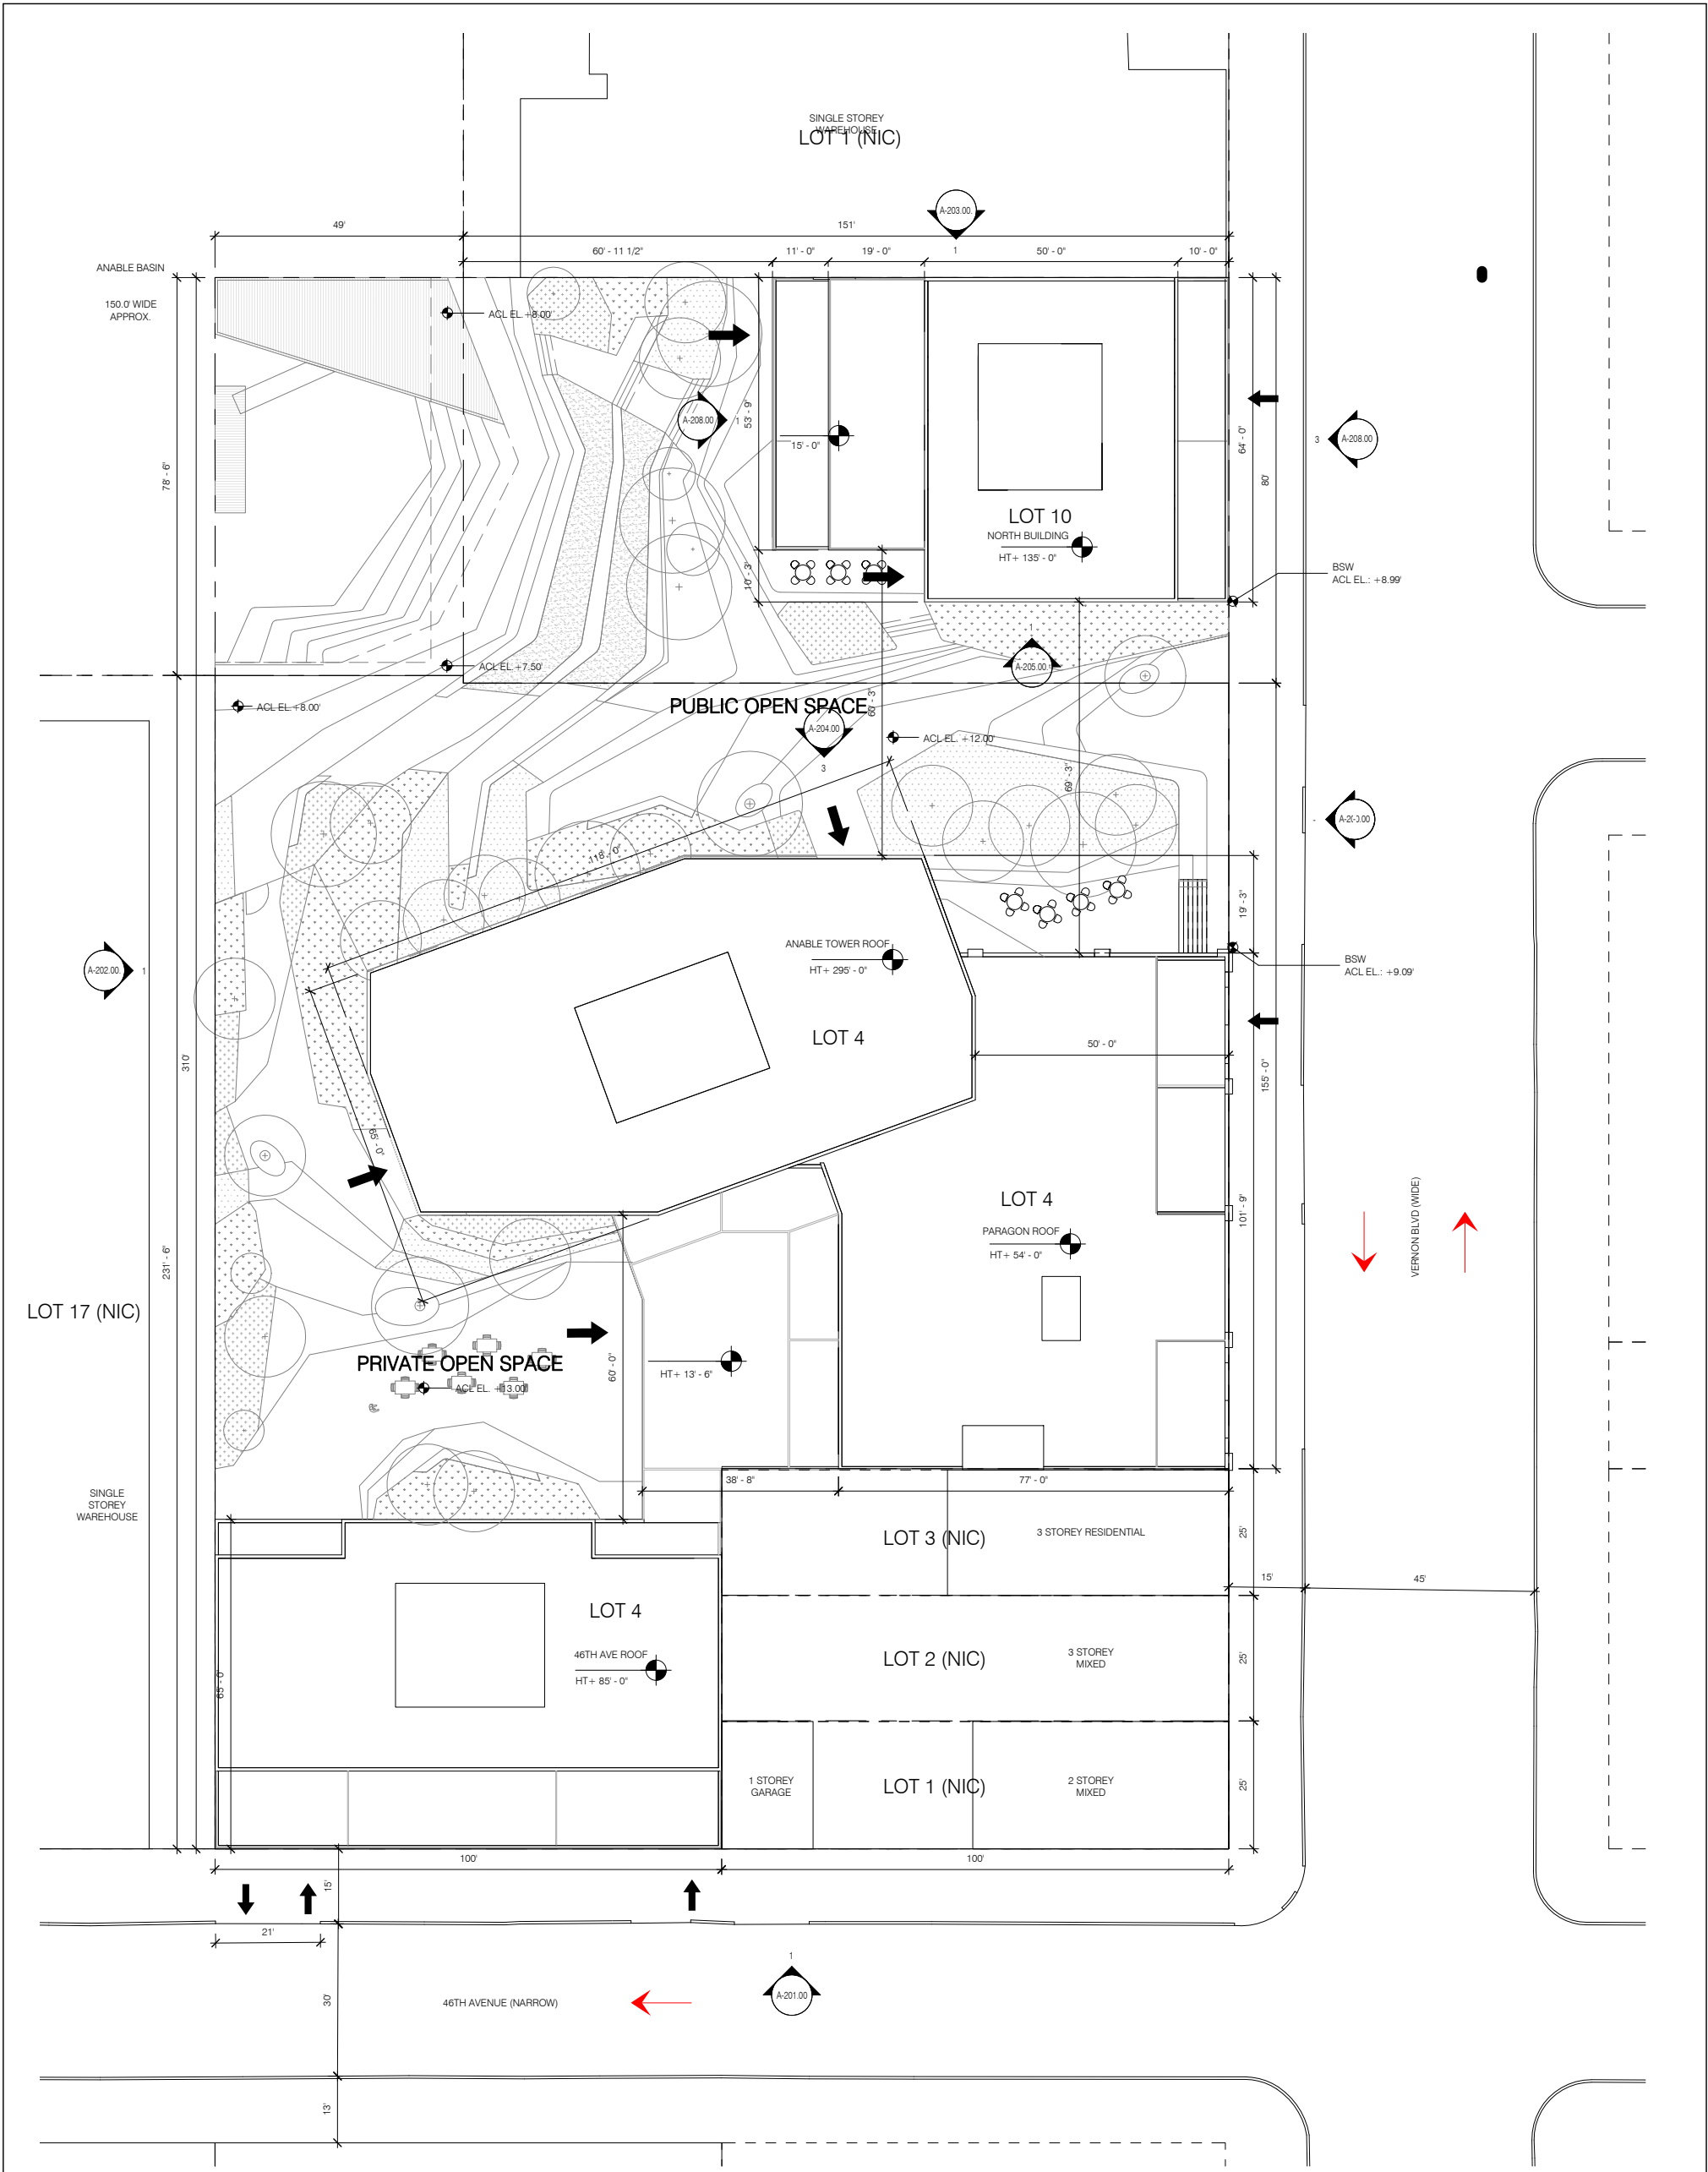 SINGLE STOREY
WAREHOUSE
LOT 1 (NIC)
A-203.00.
49'
151'
60' - 11 1/2"
11' - 0"
19' - 0"
1
50' - 0"
10' - 0"
ANABLE BASIN
150.0' WIDE
APPROX.
ACL EL.+8.00'
A-208.00
1
53' - 9"
15' - 0"
64' - 0"
80'
3
A-208.00
78' - 6"
LOT 10
NORTH BUILDING
HT+ 135' - 0"
10' - 3"
BSW
ACL EL.: +8.99'
1
A-205.00.
ACL EL.+7.50'
ACL EL.+8.00'
PUBLIC OPEN SPACE
60' - 3"
A-204.00
3
ACL EL. +12.00'
69' - 3"
118' - 0"
19' - 3"
ANABLE TOWER ROOF
HT+ 295' - 0"
BSW
ACL EL.: +9.09'
A-202.00.
1
LOT 4
50' - 0"
310'
155' - 0"
65' - 0"
LOT 4
PARAGON ROOF
HT+ 54' - 0"
101' - 9"
VERNON BLVD (WIDE)
231' - 6"
LOT 17 (NIC)
PRIVATE OPEN SPACE
ACL EL. +13.00'
60' - 0"
HT+ 13' - 6"
38' - 8"
77' - 0"
SINGLE
STOREY
WAREHOUSE
LOT 3 (NIC)
3 STOREY RESIDENTIAL
25'
15'
45'
LOT 4
46TH AVE ROOF
HT+ 85' - 0"
65' - 0"
LOT 2 (NIC)
3 STOREY
MIXED
25'
1 STOREY
GARAGE
LOT 1 (NIC)
2 STOREY
MIXED
25'
100'
100'
15'
21'
1
A-201.00
30'
46TH AVENUE (NARROW)
13'